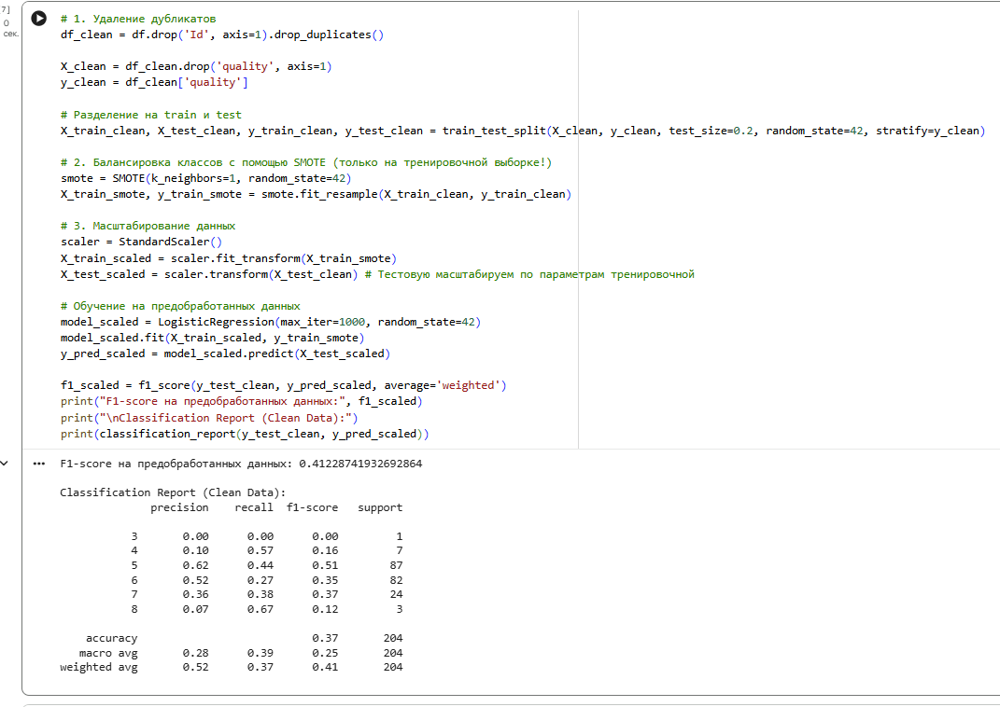 7]
0
сек.
# 1. Удаление дубликатов
df_clean = df.drop('Id', axis=1).drop_duplicates()
X_clean = df_clean.drop('quality', axis=1)
y_clean = df_clean['quality']
# Разделение на train и test
X_train_clean, X_test_clean, y_train_clean, y_test_clean = train_test_split(X_clean, y_clean, test_size=0.2, random_state=42, stratify=y_clean)
# 2. Балансировка классов с помощью SMOTE (только на тренировочной выборке!)
smote = SMOTE(k_neighbors=1, random_state=42)
X_train_smote, y_train_smote = smote.fit_resample(X_train_clean, y_train_clean)
# 3. Масштабирование данных
scaler = StandardScaler()
X_train_scaled = scaler.fit_transform(X_train_smote)
X_test_scaled = scaler.transform(X_test_clean) # Тестовую масштабируем по параметрам тренировочной
# Обучение на предобработанных данных
model_scaled = LogisticRegression(max_iter=1000, random_state=42)
model_scaled.fit(X_train_scaled, y_train_smote)
y_pred_scaled = model_scaled.predict(X_test_scaled)
f1_scaled = f1_score(y_test_clean, y_pred_scaled, average='weighted')
print("F1-score на предобработанных данных:", f1_scaled)
print("\nClassification Report (Clean Data):")
print(classification_report(y_test_clean, y_pred_scaled))
F1-score на предобработанных данных: 0.41228741932692864
Classification Report (Clean Data):
precision recall f1-score support
3 0.00 0.00 0.00 1
4 0.10 0.57 0.16 7
5 0.62 0.44 0.51 87
6 0.52 0.27 0.35 82
7 0.36 0.38 0.37 24
8 0.07 0.67 0.12 3
accuracy 0.37 204
macro avg 0.28 0.39 0.25 204
weighted avg 0.52 0.37 0.41 204